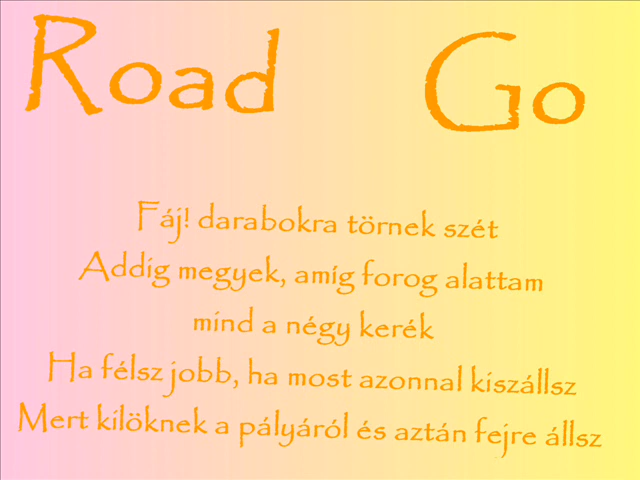 Road Go
Fáj! darabokra törnek szét
Addig megyek, amíg forog alattam
mind a négy kerék
Ha félsz jobb, ha most azonnal kiszállsz
Mert kilöknek a pályáról és aztán fejre állsz